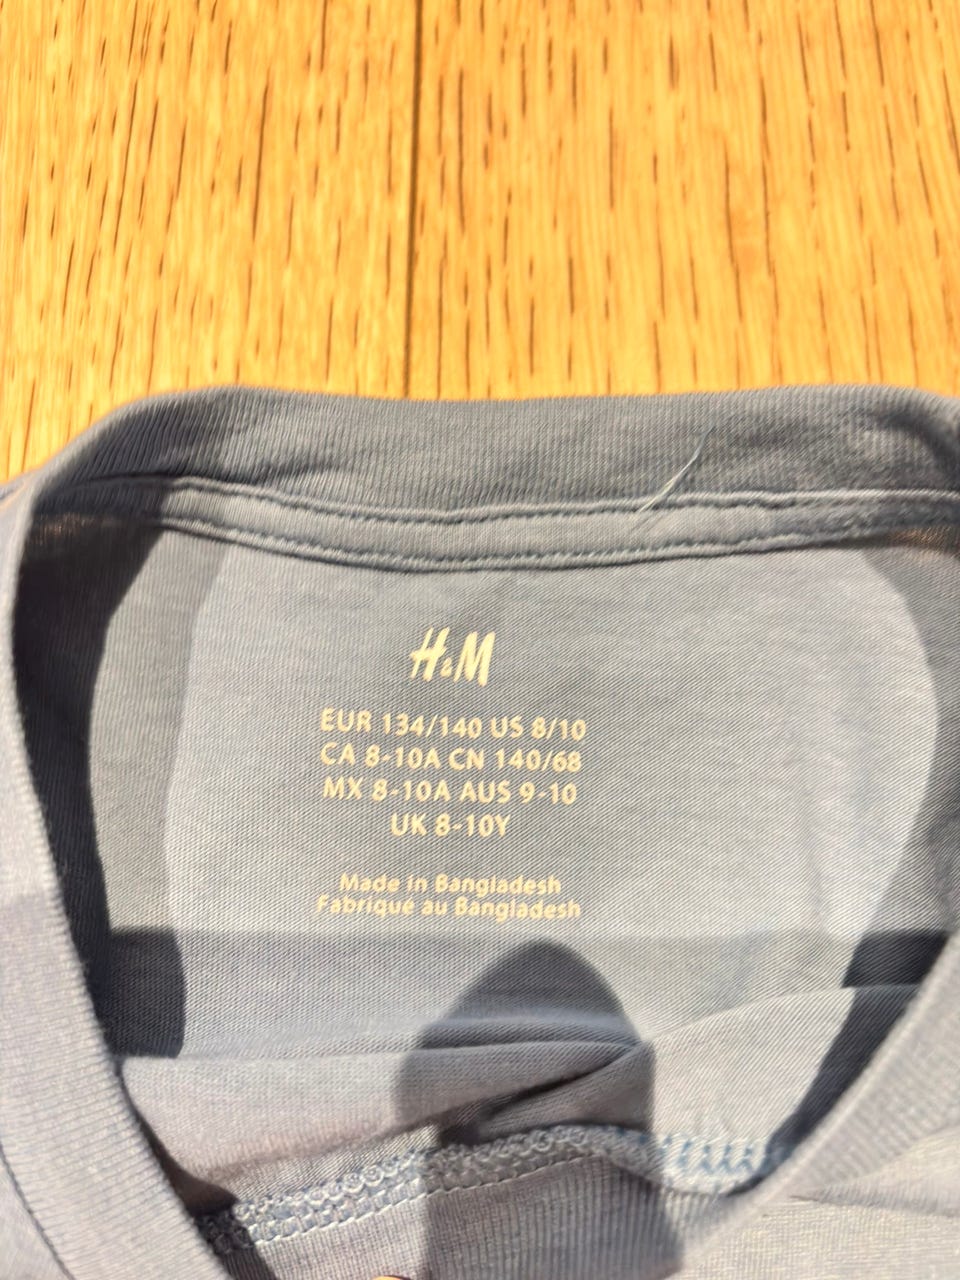 H&M
EUR 134/140 US 8/10
CA 8-10A CN 140/68
MX 8-10A AUS 9-10
UK 8-10Y
Made in Bangladesh
Fabriqué au Bangladesh